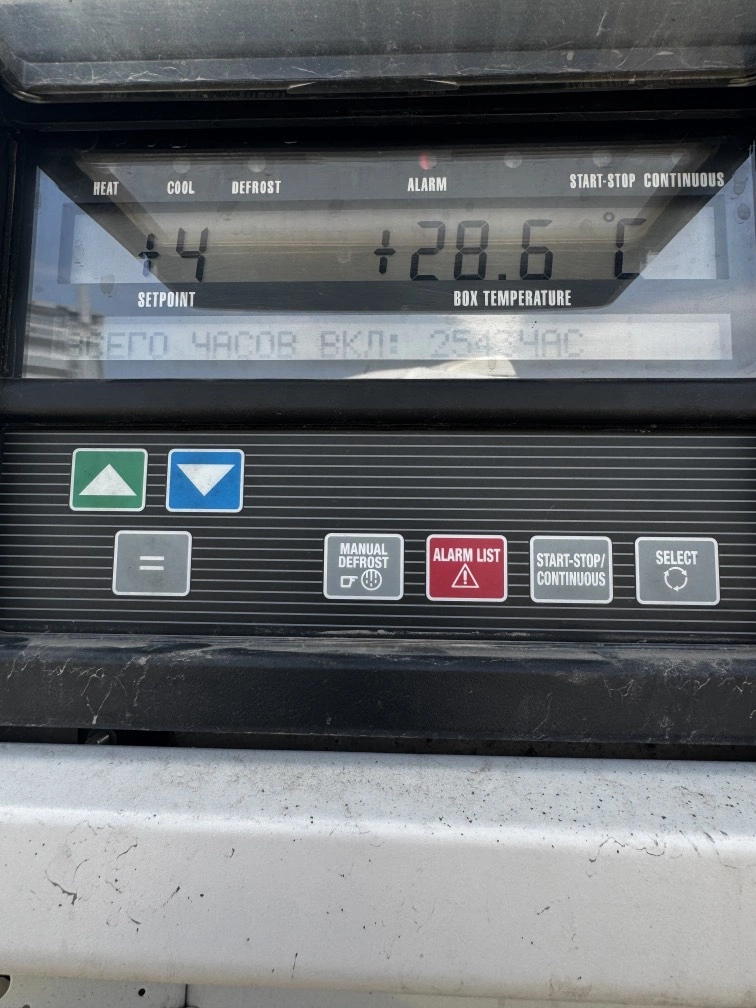 HEAT COOL DEFROST ALARM START-STOP CONTINUOUS
+4 +28.6 °C
SETPOINT BOX TEMPERATURE
ВСЕГО ЧАСОВ ВКЛ: ЧАС
MANUAL DEFROST
ALARM LIST
START-STOP/
CONTINUOUS
SELECT